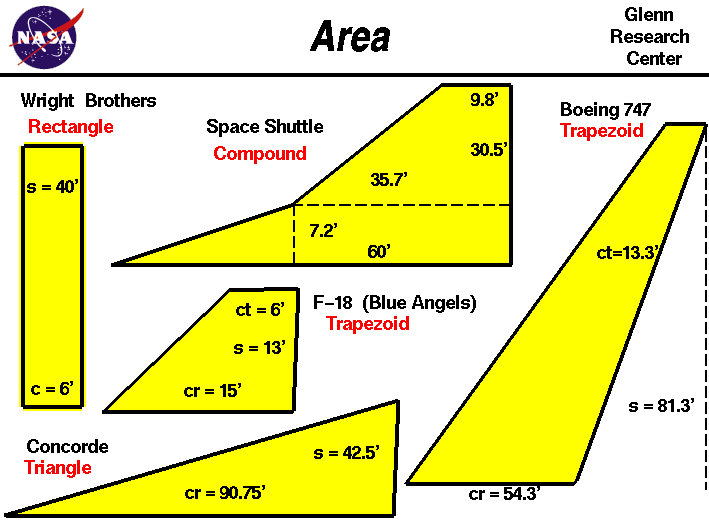 NASA
Area
Glenn
Research
Center
Wright Brothers
Rectangle
s = 40’
c = 6’
Space Shuttle
Compound
9.8’
30.5’
35.7’
7.2’
60’
Boeing 747
Trapezoid
ct=13.3’
s = 81.3’
cr = 54.3’
F–18 (Blue Angels)
Trapezoid
ct = 6’
s = 13’
cr = 15’
Concorde
Triangle
s = 42.5’
cr = 90.75’